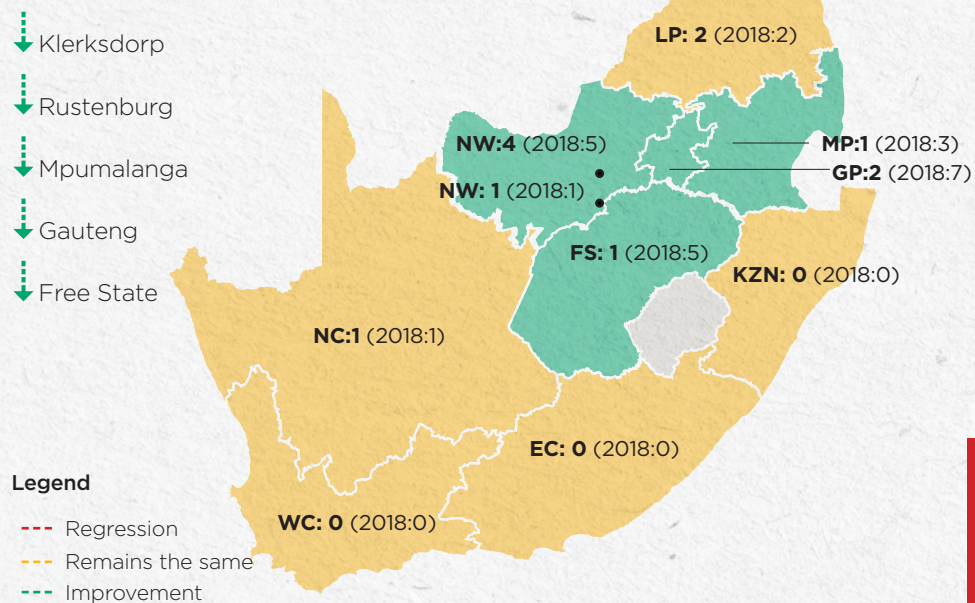 Klerksdorp
Rustenburg
Mpumalanga
Gauteng
Free State
LP: 2 (2018:2)
NW:4 (2018:5)
MP:1 (2018:3)
GP:2 (2018:7)
NW: 1 (2018:1)
FS: 1 (2018:5)
KZN: 0 (2018:0)
NC:1 (2018:1)
EC: 0 (2018:0)
WC: 0 (2018:0)
Legend
Regression
Remains the same
Improvement